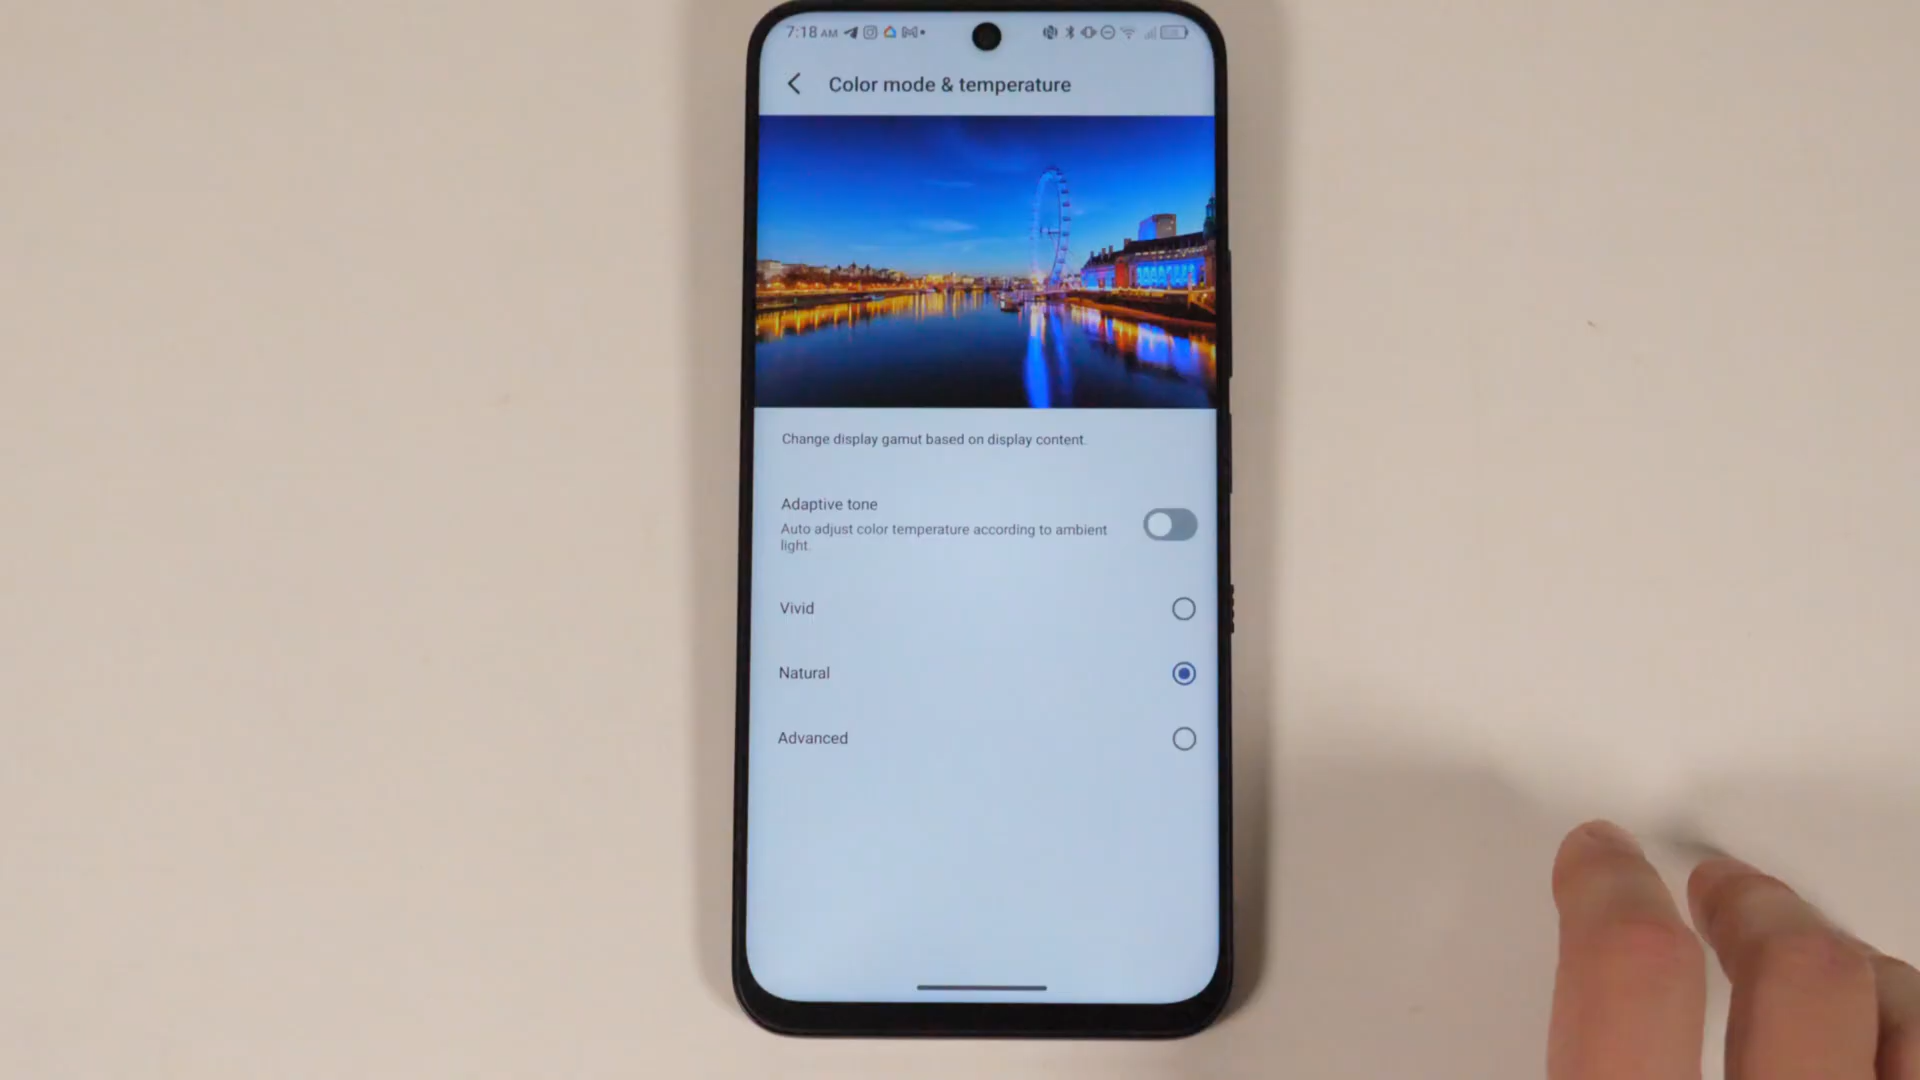 7:18 AM
Color mode & temperature
Change display gamut based on display content.
Adaptive tone
Auto adjust color temperature according to ambient
light.
Vivid
Natural
Advanced